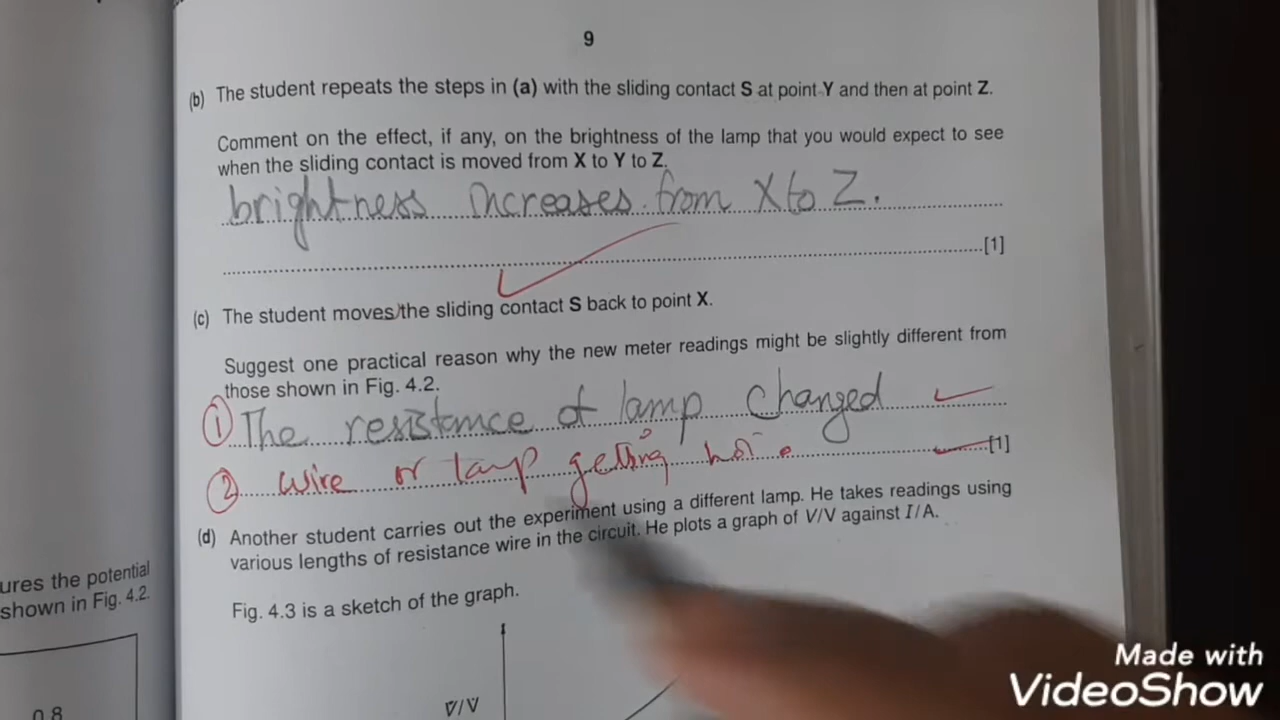 9
(b) The student repeats the steps in (a) with the sliding contact S at point Y and then at point Z.
Comment on the effect, if any, on the brightness of the lamp that you would expect to see
when the sliding contact is moved from X to Y to Z.
brightness increases from X to Z.
[1]
(c) The student moves the sliding contact S back to point X.
Suggest one practical reason why the new meter readings might be slightly different from
those shown in Fig. 4.2.
① The resistance of lamp changed
② wire or lamp getting hot. [1]
(d) Another student carries out the experiment using a different lamp. He takes readings using
various lengths of resistance wire in the circuit. He plots a graph of V/V against I/A.
ures the potential
shown in Fig. 4.2.
Fig. 4.3 is a sketch of the graph.
V/V
0.8
Made with
VideoShow